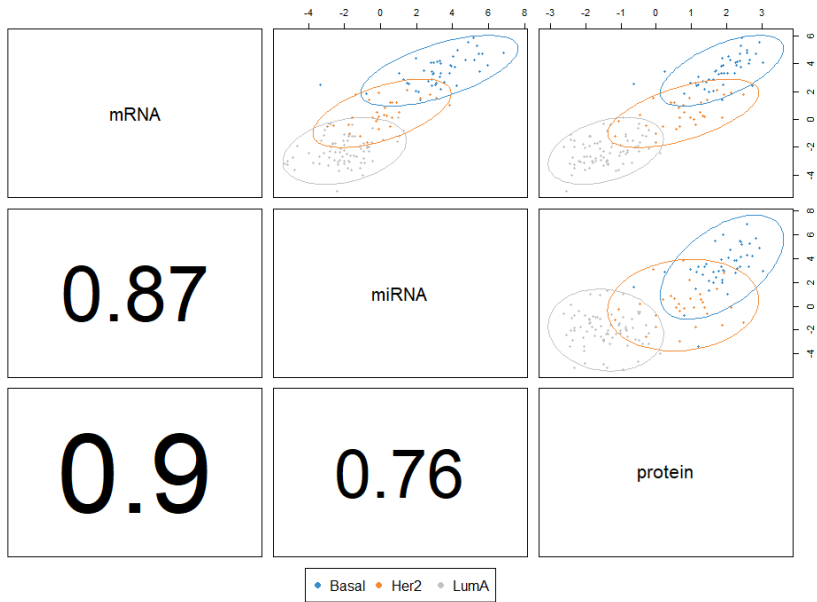 -4 -2 0 2 4 6 8 -3 -2 -1 0 1 2 3
mRNA
-4 -2 0 2 4 6
0.87
miRNA
-4 -2 0 2 4 6 8
0.9
0.76
protein
Basal Her2 LumA